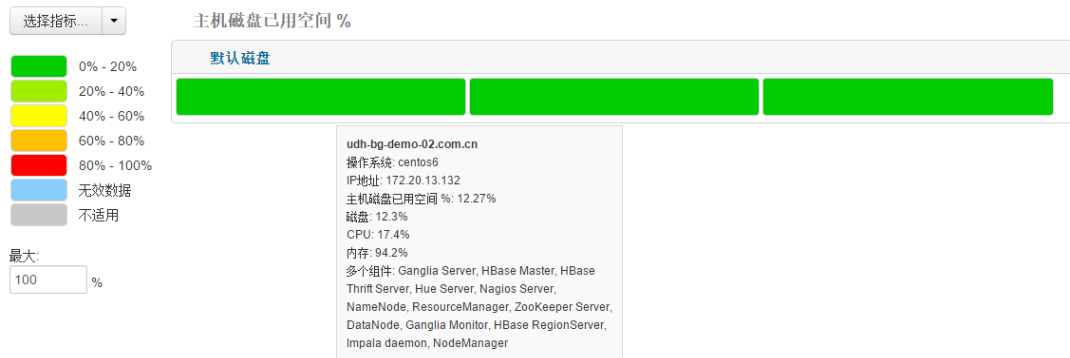 选择指标...
主机磁盘已用空间 %
默认磁盘
0% - 20%
20% - 40%
40% - 60%
60% - 80%
80% - 100%
无效数据
不适用
最大:
100 %
udh-bg-demo-02.com.cn
操作系统: centos6
IP地址: 172.20.13.132
主机磁盘已用空间 %: 12.27%
磁盘: 12.3%
CPU: 17.4%
内存: 94.2%
多个组件: Ganglia Server, HBase Master, HBase
Thrift Server, Hue Server, Nagios Server,
NameNode, ResourceManager, ZooKeeper Server,
DataNode, Ganglia Monitor, HBase RegionServer,
Impala daemon, NodeManager